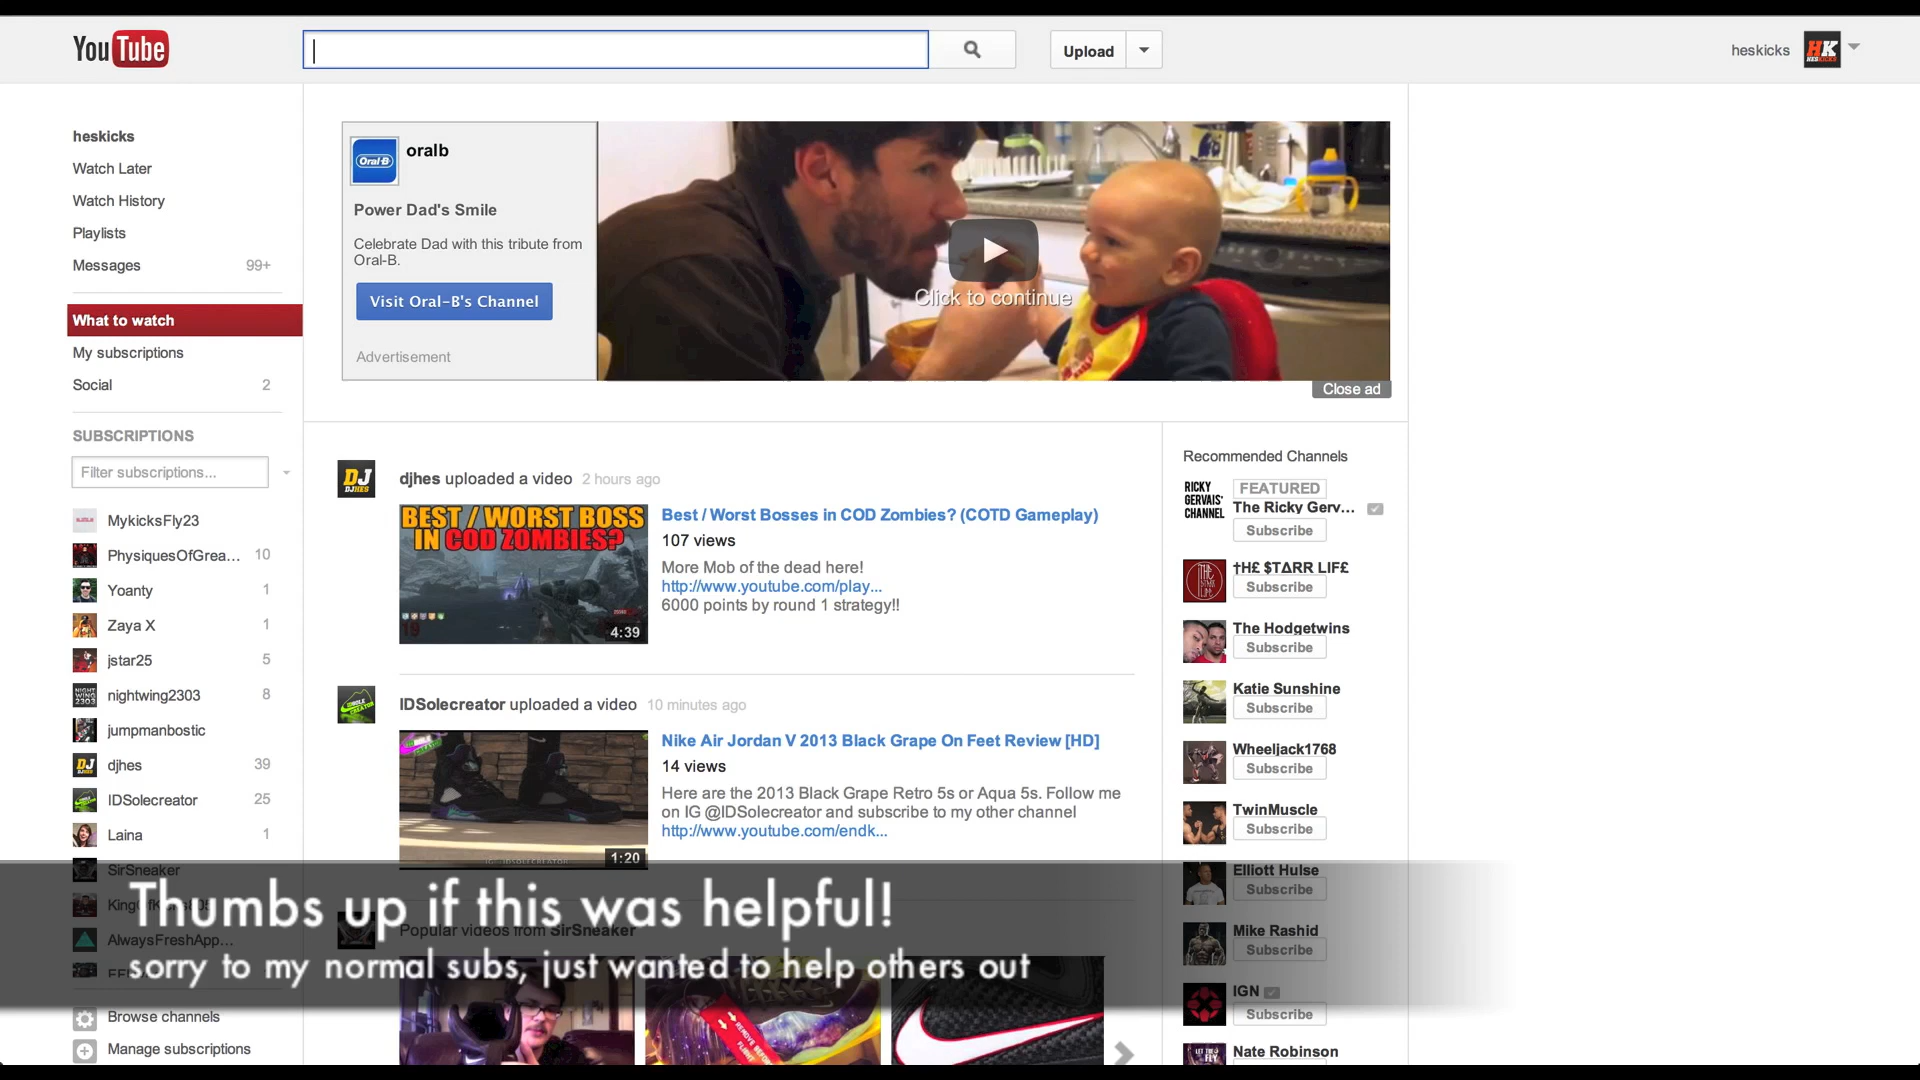 YouTube
Upload
heskicks
heskicks
Watch Later
Watch History
Playlists
Messages 99+
What to watch
My subscriptions
Social 2
SUBSCRIPTIONS
Filter subscriptions...
MykicksFly23
PhysiquesOfGrea... 10
Yoanty 1
Zaya X 1
jstar25 5
nightwing2303 8
jumpmanbostic
djhes 39
IDSolecreator 25
Laina 1
SirSneaker
AlwaysFreshApp...
Browse channels
Manage subscriptions
Oral-B
oralb
Power Dad's Smile
Celebrate Dad with this tribute from
Oral-B.
Visit Oral-B's Channel
Advertisement
Click to continue
Close ad
DJ
DJHES
djhes uploaded a video 2 hours ago
BEST / WORST BOSS
IN COD ZOMBIES?
19
4:39
Best / Worst Bosses in COD Zombies? (COTD Gameplay)
107 views
More Mob of the dead here!
http://www.youtube.com/play...
6000 points by round 1 strategy!!
IDSolecreator uploaded a video 10 minutes ago
1:20
Nike Air Jordan V 2013 Black Grape On Feet Review [HD]
14 views
Here are the 2013 Black Grape Retro 5s or Aqua 5s. Follow me
on IG @IDSolecreator and subscribe to my other channel
http://www.youtube.com/endk...
Popular videos from SirSneaker
Thumbs up if this was helpful!
sorry to my normal subs, just wanted to help others out
Recommended Channels
RICKY
GERVAIS'
CHANNEL
FEATURED
The Ricky Gerv...
Subscribe
†H£ $TΔRR LIF£
Subscribe
The Hodgetwins
Subscribe
Katie Sunshine
Subscribe
Wheeljack1768
Subscribe
TwinMuscle
Subscribe
Elliott Hulse
Subscribe
Mike Rashid
Subscribe
IGN
Subscribe
Nate Robinson